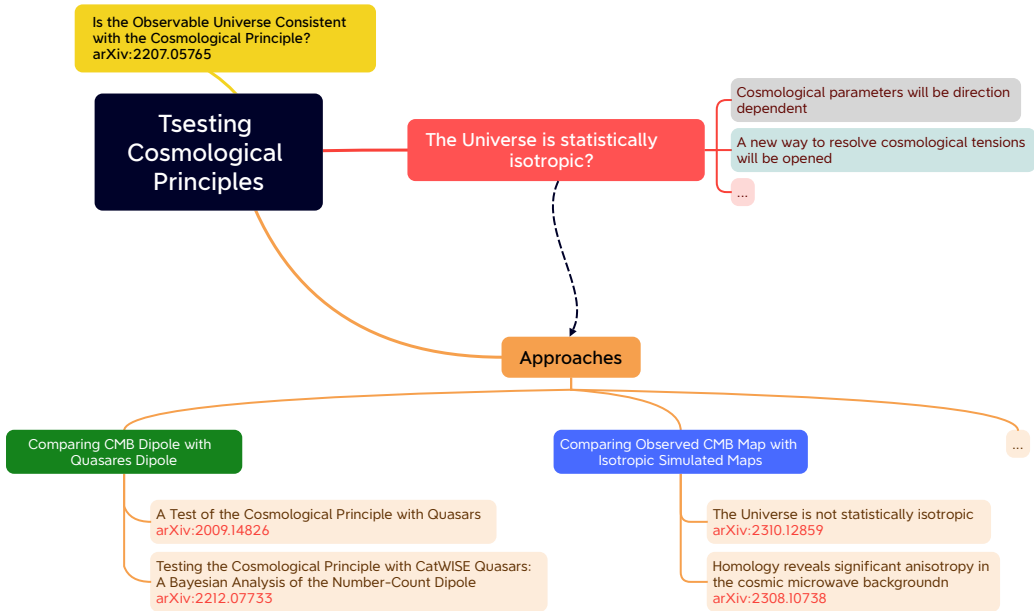 Is the Observable Universe Consistent
with the Cosmological Principle?
arXiv:2207.05765
Tsesting
Cosmological
Principles
The Universe is statistically
isotropic?
Cosmological parameters will be direction
dependent
A new way to resolve cosmological tensions
will be opened
...
Approaches
Comparing CMB Dipole with
Quasares Dipole
A Test of the Cosmological Principle with Quasars
arXiv:2009.14826
Testing the Cosmological Principle with CatWISE Quasars:
A Bayesian Analysis of the Number-Count Dipole
arXiv:2212.07733
Comparing Observed CMB Map with
Isotropic Simulated Maps
The Universe is not statistically isotropic
arXiv:2310.12859
Homology reveals significant anisotropy in
the cosmic microwave backgroundn
arXiv:2308.10738
...